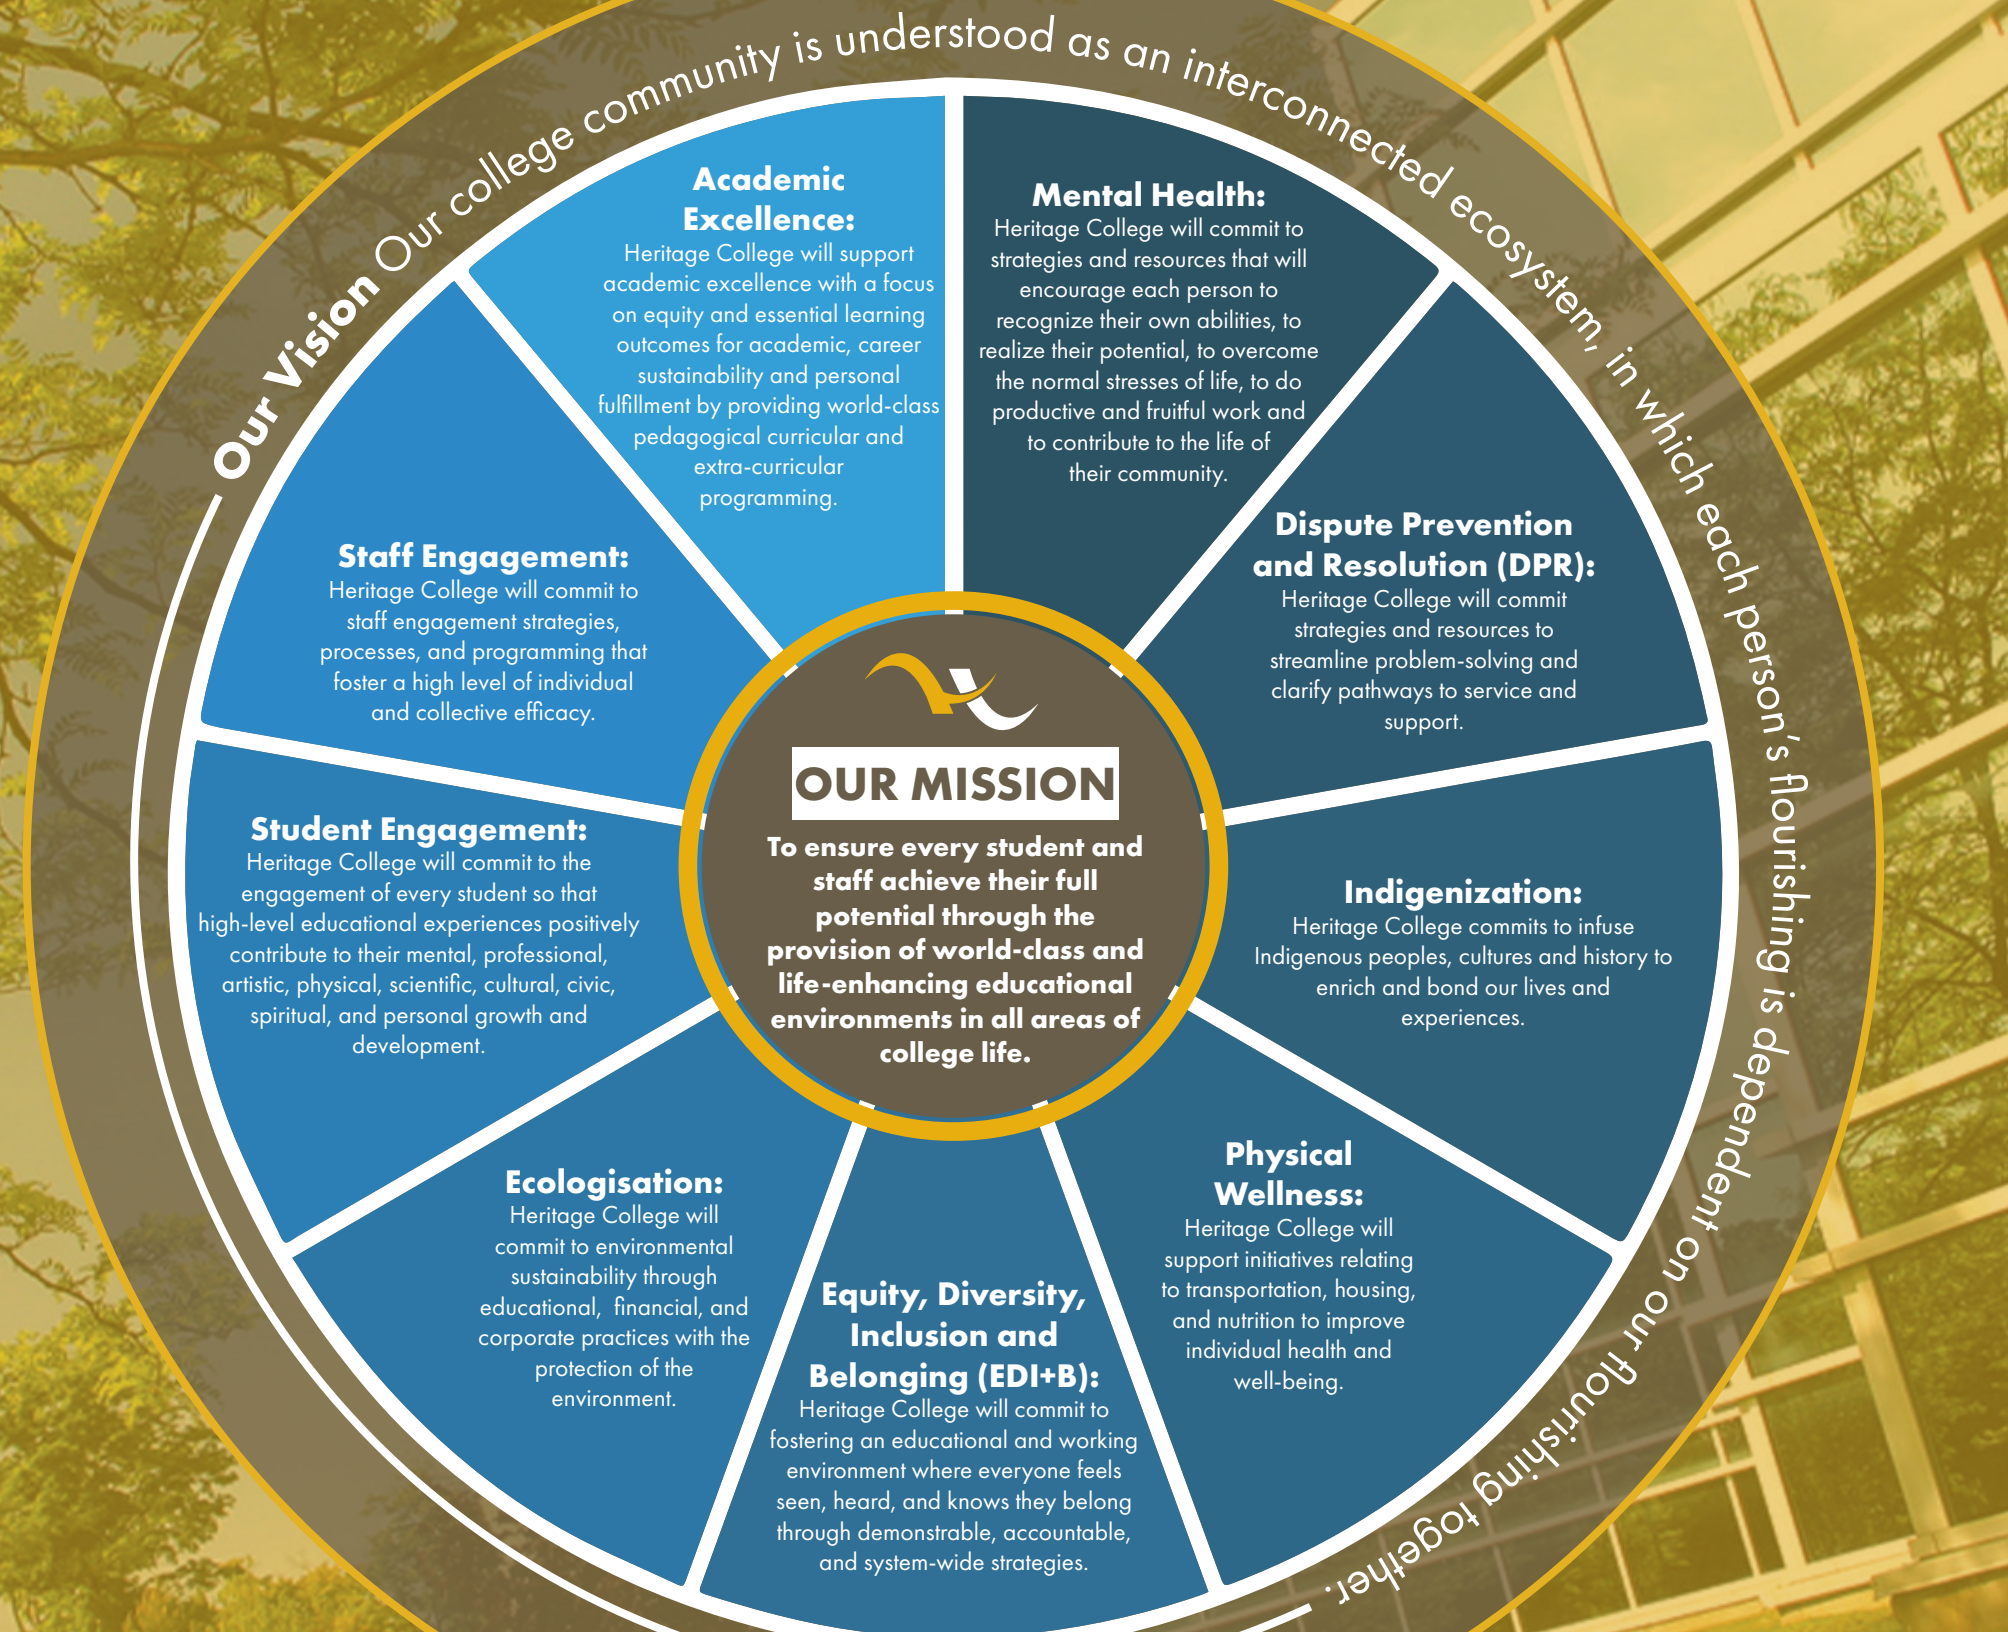 Our Vision Our college community is understood as an interconnected ecosystem, in which each person's flourishing is dependent on our flourishing together.
Academic
Excellence:
Heritage College will support
academic excellence with a focus
on equity and essential learning
outcomes for academic, career
sustainability and personal
fulfillment by providing world-class
pedagogical curricular and
extra-curricular
programming.
Mental Health:
Heritage College will commit to
strategies and resources that will
encourage each person to
recognize their own abilities, to
realize their potential, to overcome
the normal stresses of life, to do
productive and fruitful work and
to contribute to the life of
their community.
Dispute Prevention
and Resolution (DPR):
Heritage College will commit
strategies and resources to
streamline problem-solving and
clarify pathways to service and
support.
Indigenization:
Heritage College commits to infuse
Indigenous peoples, cultures and history to
enrich and bond our lives and
experiences.
Physical
Wellness:
Heritage College will
support initiatives relating
to transportation, housing,
and nutrition to improve
individual health and
well-being.
Equity, Diversity,
Inclusion and
Belonging (EDI+B):
Heritage College will commit to
fostering an educational and working
environment where everyone feels
seen, heard, and knows they belong
through demonstrable, accountable,
and system-wide strategies.
Ecologisation:
Heritage College will
commit to environmental
sustainability through
educational, financial, and
corporate practices with the
protection of the
environment.
Student Engagement:
Heritage College will commit to the
engagement of every student so that
high-level educational experiences positively
contribute to their mental, professional,
artistic, physical, scientific, cultural, civic,
spiritual, and personal growth and
development.
Staff Engagement:
Heritage College will commit to
staff engagement strategies,
processes, and programming that
foster a high level of individual
and collective efficacy.
OUR MISSION
To ensure every student and
staff achieve their full
potential through the
provision of world-class and
life-enhancing educational
environments in all areas of
college life.